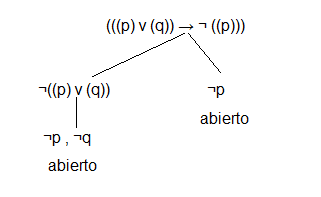 (((p) v (q)) → ¬ ((p)))
¬((p) v (q))
¬p
abierto
¬p , ¬q
abierto